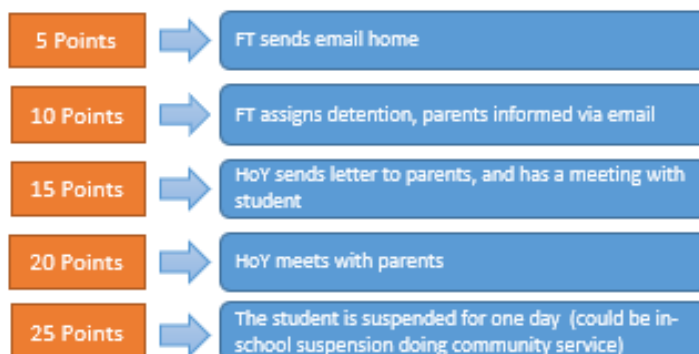 5 Points
FT sends email home
10 Points
FT assigns detention, parents informed via email
15 Points
HoY sends letter to parents, and has a meeting with
student
20 Points
HoY meets with parents
25 Points
The student is suspended for one day (could be in-
school suspension doing community service)